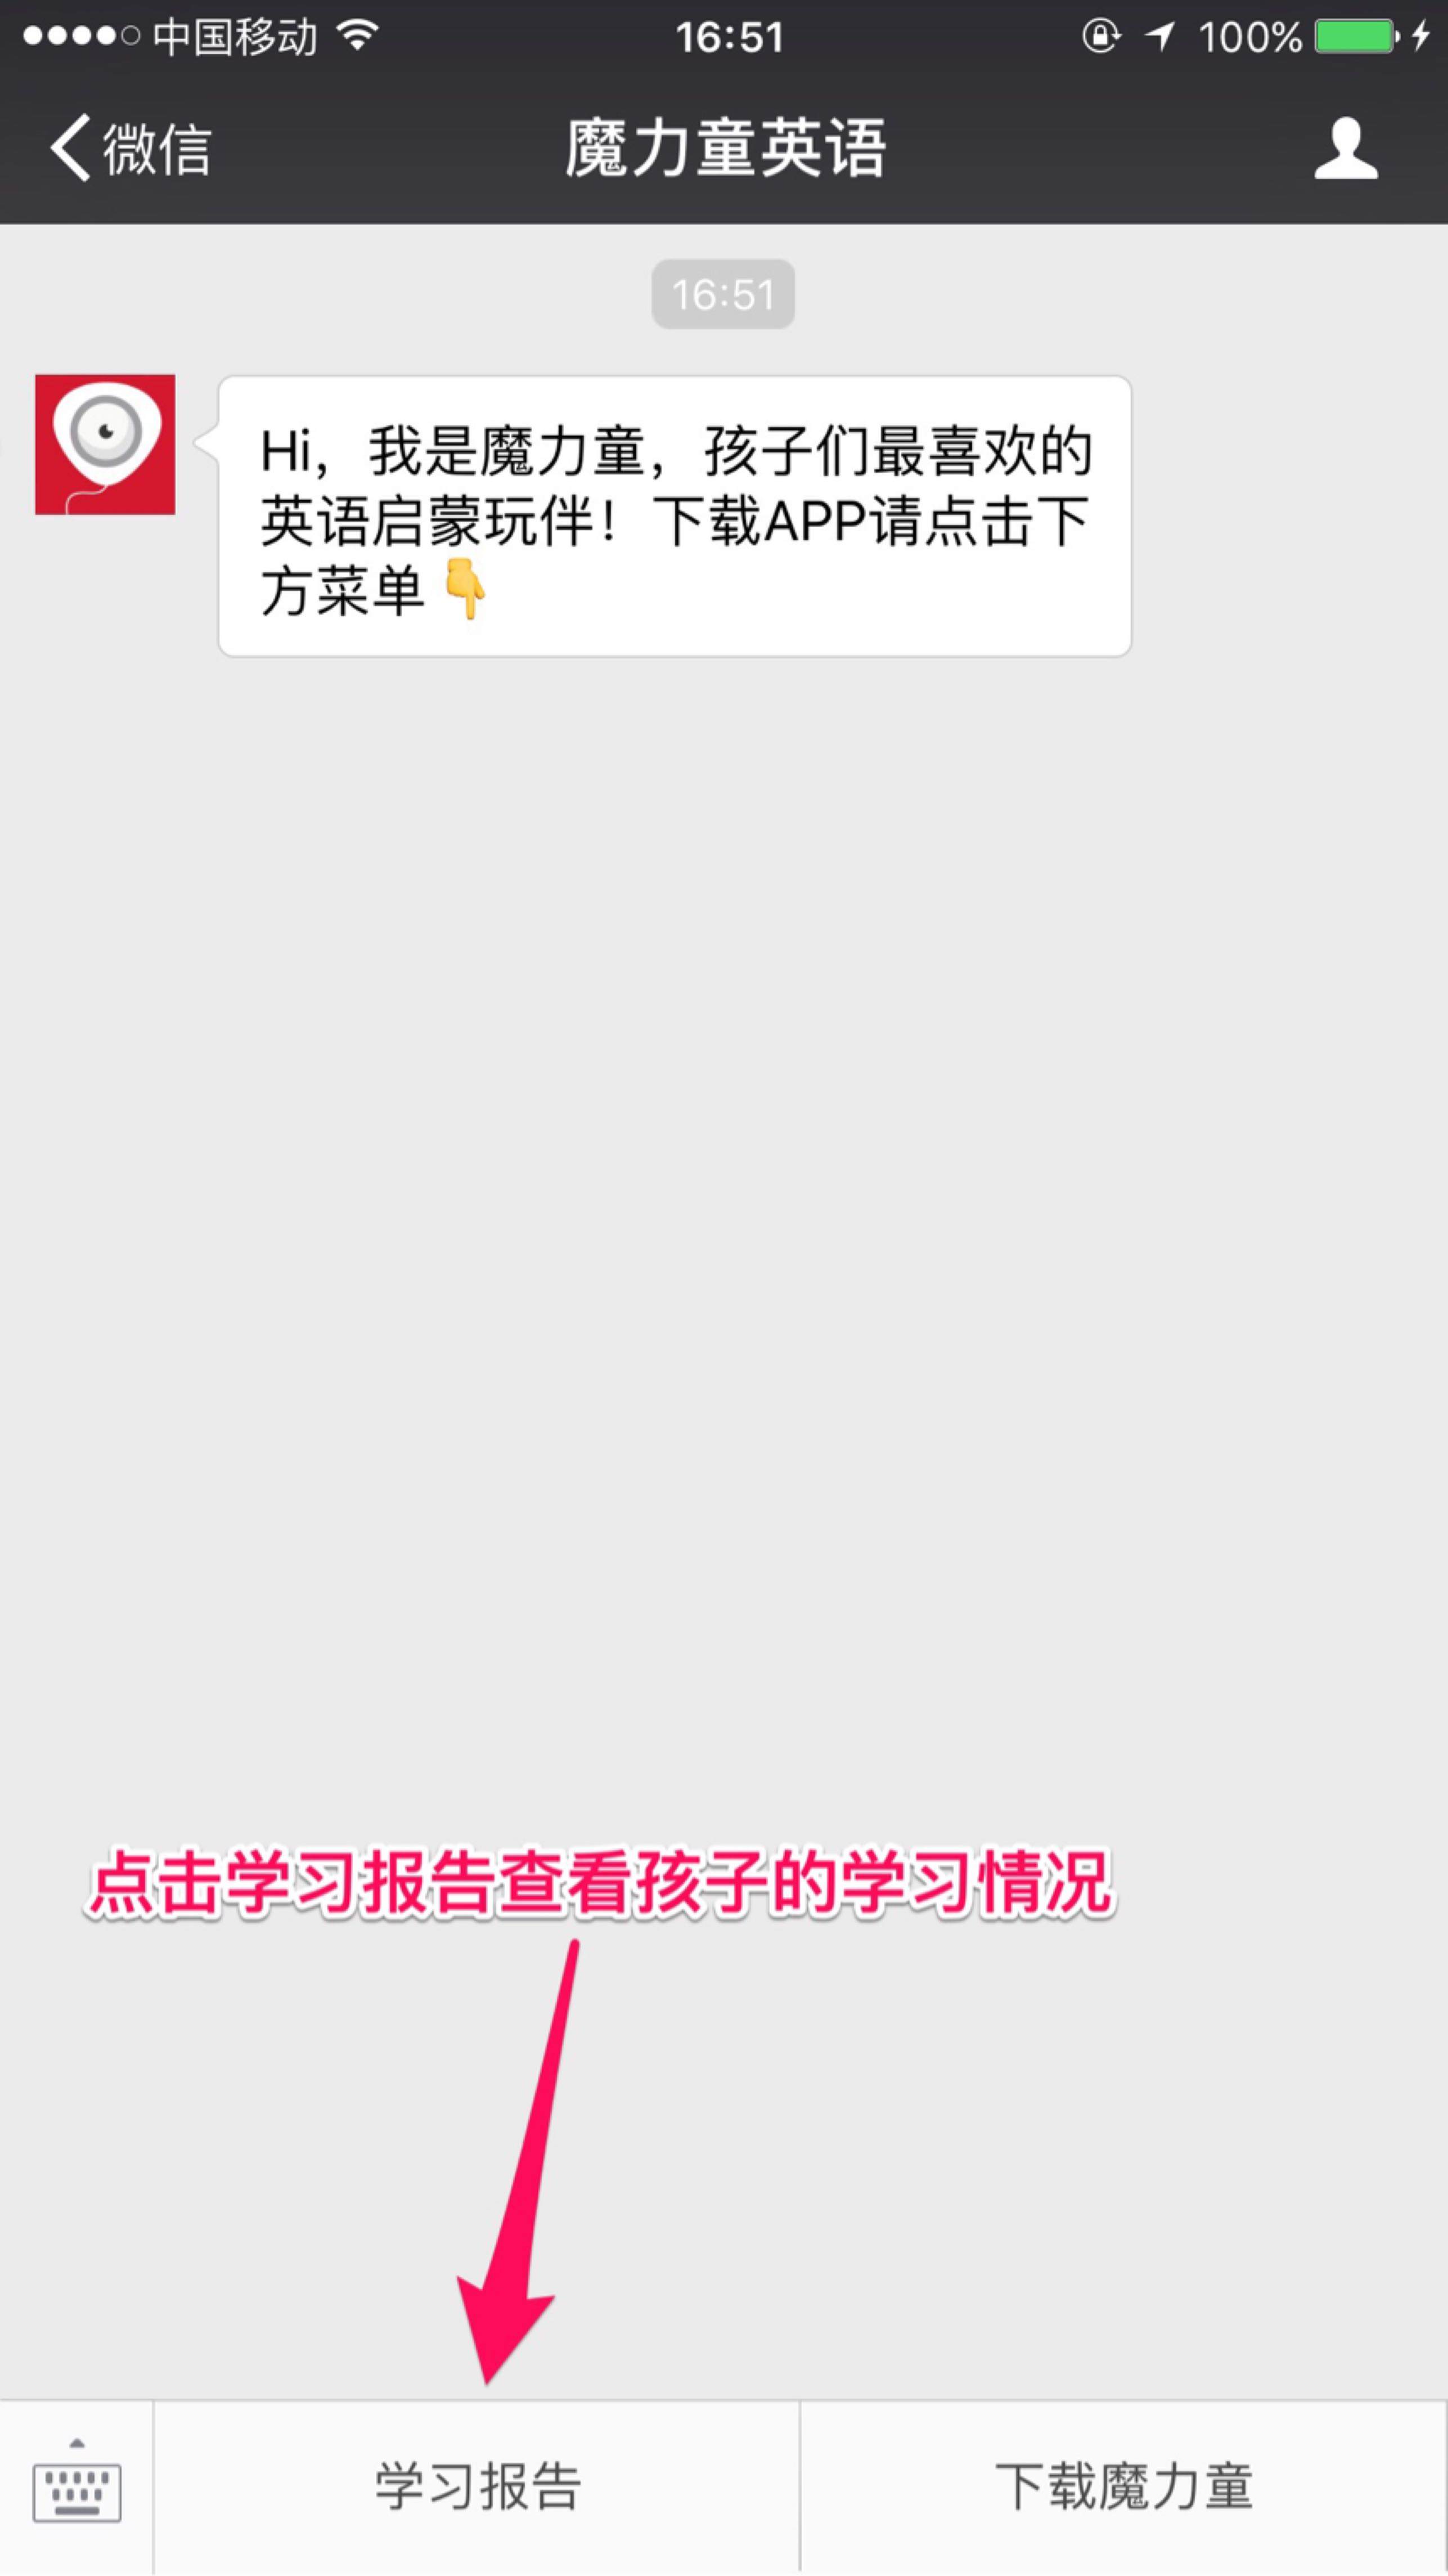 中国移动
16:51
100%
微信
魔力童英语
16:51
Hi，我是魔力童，孩子们最喜欢的
英语启蒙玩伴！下载APP请点击下
方菜单👇
点击学习报告查看孩子的学习情况
学习报告
下载魔力童